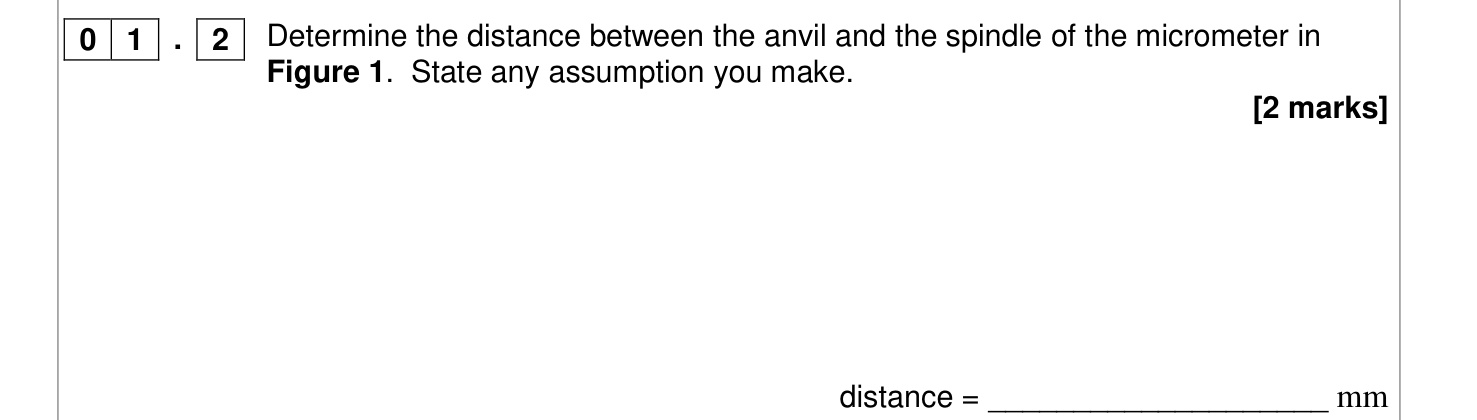 0 1 . 2 Determine the distance between the anvil and the spindle of the micrometer in
Figure 1. State any assumption you make.
[2 marks]
distance = ____________________ mm